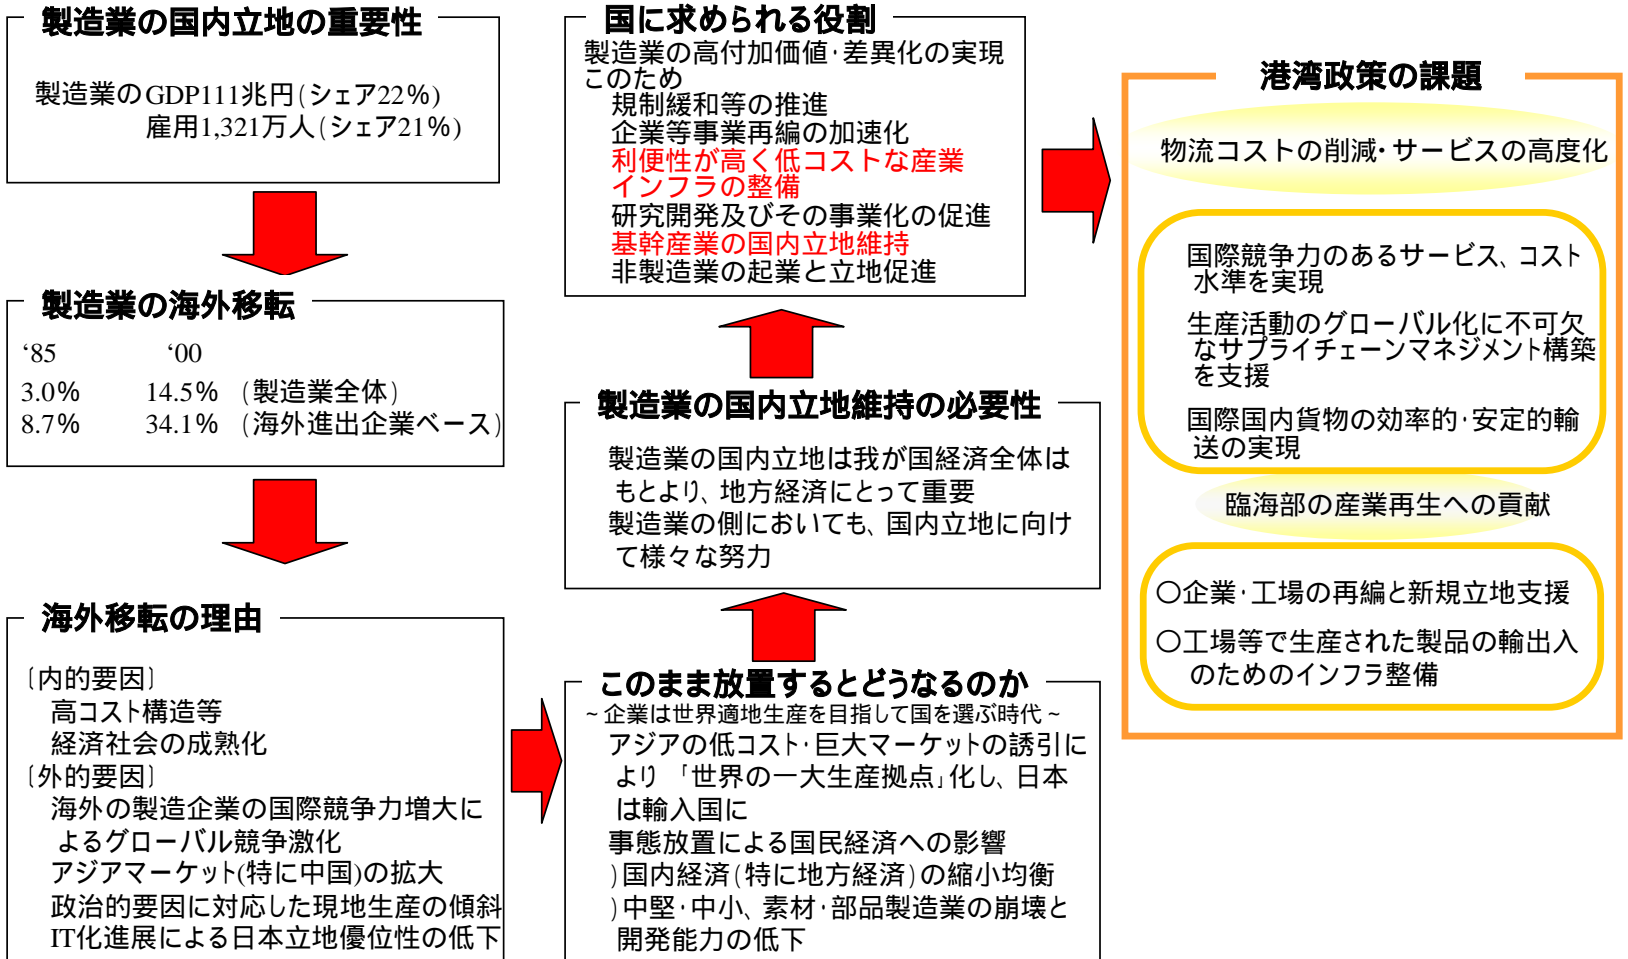 製造業の国内立地の重要性
製造業のGDP111兆円(シェア22%)
雇用1,321万人(シェア21%)
製造業の海外移転
‘85 ‘00
3.0% 14.5% (製造業全体)
8.7% 34.1% (海外進出企業ベース)
海外移転の理由
〔内的要因〕
高コスト構造等
経済社会の成熟化
〔外的要因〕
海外の製造企業の国際競争力増大に
よるグローバル競争激化
アジアマーケット(特に中国)の拡大
政治的要因に対応した現地生産の傾斜
IT化進展による日本立地優位性の低下
このまま放置するとどうなるのか
~企業は世界適地生産を目指して国を選ぶ時代~
アジアの低コスト・巨大マーケットの誘引に
より「世界の一大生産拠点」化し、日本
は輸入国に
事態放置による国民経済への影響
)国内経済(特に地方経済)の縮小均衡
)中堅・中小、素材・部品製造業の崩壊と
開発能力の低下
製造業の国内立地維持の必要性
製造業の国内立地は我が国経済全体は
もとより、地方経済にとって重要
製造業の側においても、国内立地に向け
て様々な努力
国に求められる役割
製造業の高付加価値・差異化の実現
このため
規制緩和等の推進
企業等事業再編の加速化
利便性が高く低コストな産業
インフラの整備
研究開発及びその事業化の促進
基幹産業の国内立地維持
非製造業の起業と立地促進
港湾政策の課題
物流コストの削減・サービスの高度化
国際競争力のあるサービス、コスト
水準を実現
生産活動のグローバル化に不可欠
なサプライチェーンマネジメント構築
を支援
国際国内貨物の効率的・安定的輸
送の実現
臨海部の産業再生への貢献
○企業・工場の再編と新規立地支援
○工場等で生産された製品の輸出入
のためのインフラ整備